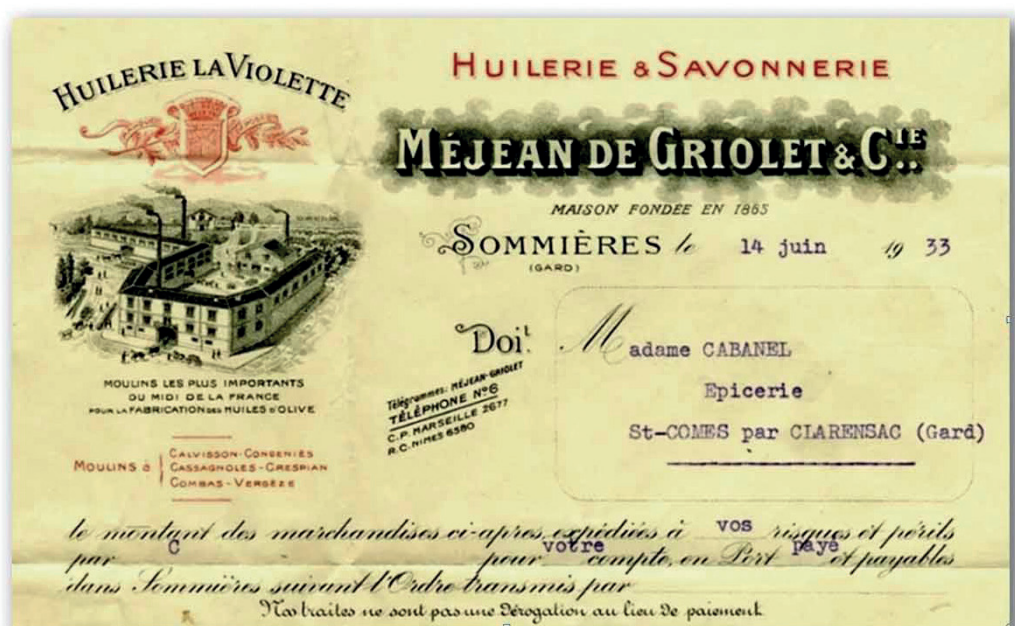 HUILERIE LA VIOLETTE
HUILERIE & SAVONNERIE
MÉJEAN DE GRIOLET & CIE
MAISON FONDÉE EN 1865
SOMMIÈRES le 14 juin 19 33
(GARD)
Doit
Madame CABANEL
Epicerie
St-COMES par CLARENSAC (Gard)
Télégrammes: MÉJEAN-GRIOLET
TÉLÉPHONE Nº6
C.P. MARSEILLE 2677
R.C. NIMES 6580
MOULINS LES PLUS IMPORTANTS
DU MIDI DE LA FRANCE
POUR LA FABRICATION DES HUILES D'OLIVE
MOULINS à
CALVISSON-CONGENIÈS
CASSAGNOLES-CRESPIAN
COMBAS-VERGÈZE
le montant des marchandises ci-après, expédiées à vos risques et périls
par C pour votre compte, en Port payé et payables
dans Sommières suivant l'Ordre transmis par
Nos traites ne sont pas une Dérogation au lieu de paiement